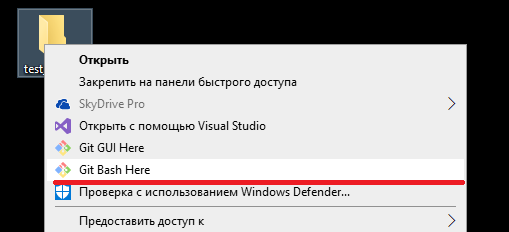 test_
Открыть
Закрепить на панели быстрого доступа
SkyDrive Pro
Открыть с помощью Visual Studio
Git GUI Here
Git Bash Here
Проверка с использованием Windows Defender...
Предоставить доступ к